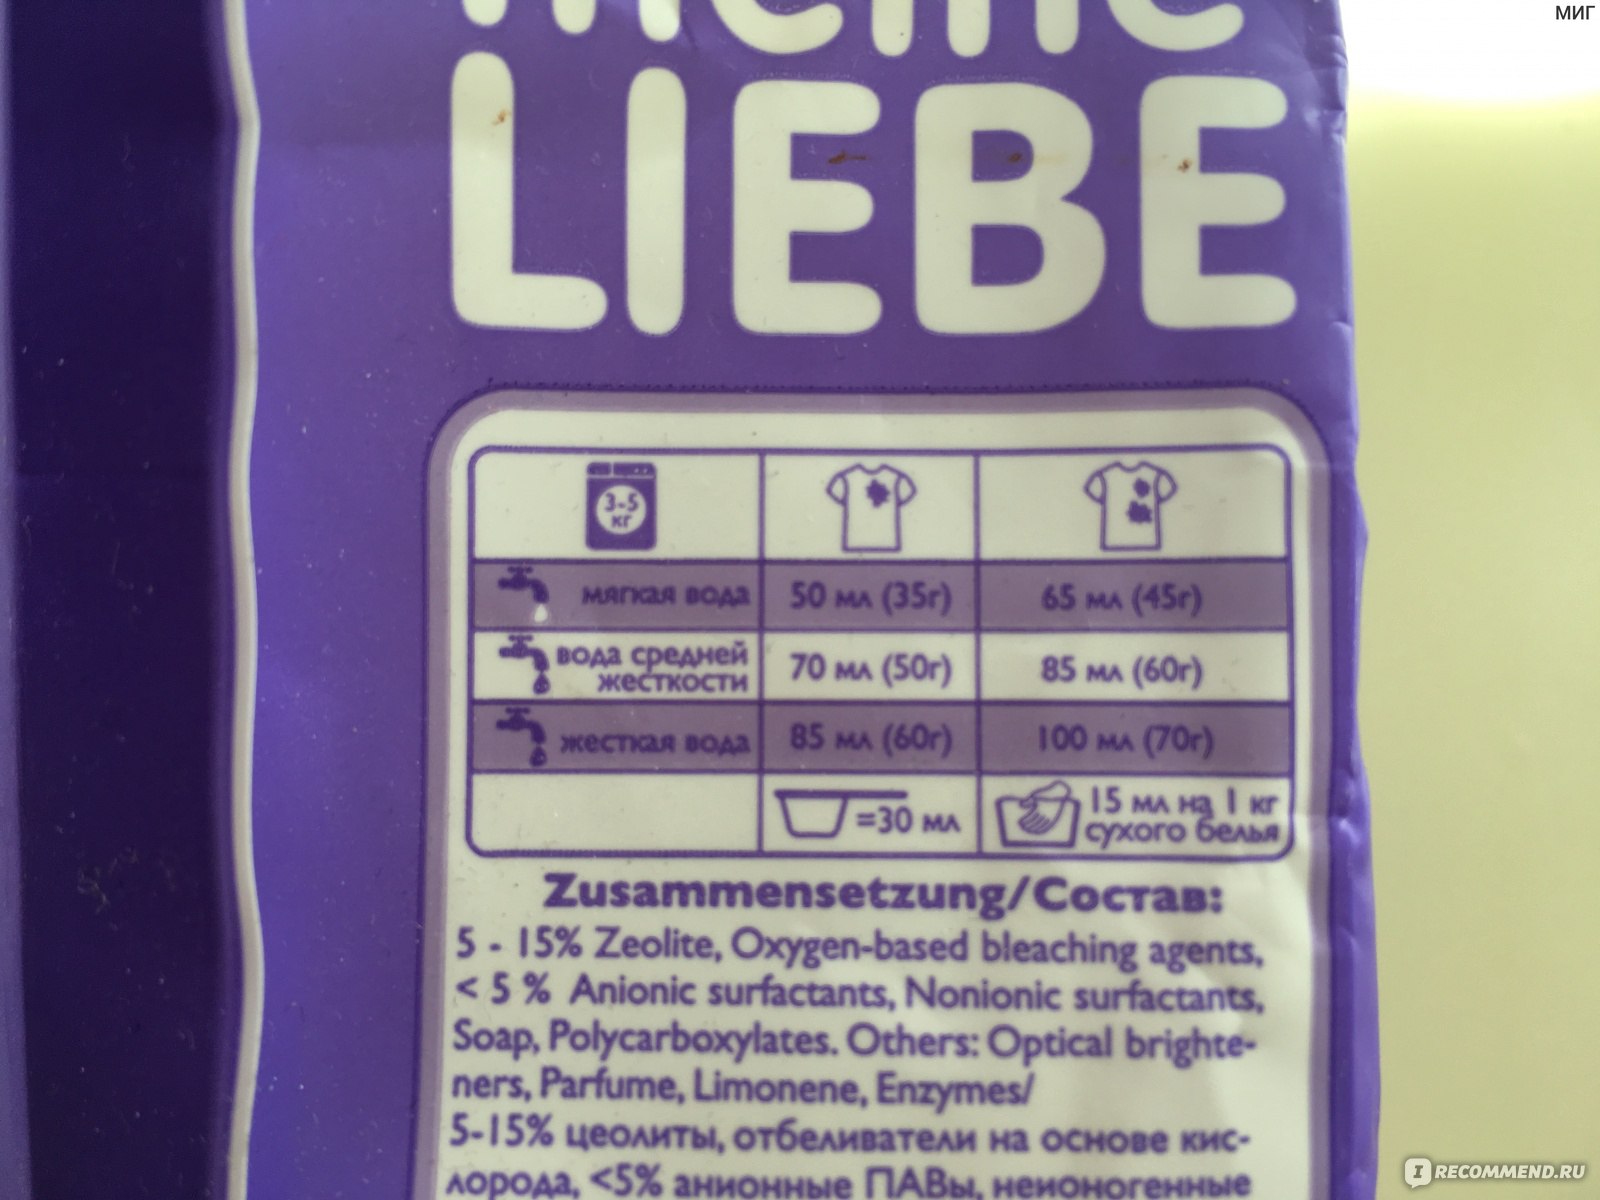 МИГ
meine
LIEBE
3-5
кг
мягкая вода 50 мл (35г) 65 мл (45г)
вода средней
жесткости 70 мл (50г) 85 мл (60г)
жесткая вода 85 мл (60г) 100 мл (70г)
=30 мл 15 мл на 1 кг
сухого белья
Zusammensetzung/Состав:
5 - 15% Zeolite, Oxygen-based bleaching agents,
< 5 % Anionic surfactants, Nonionic surfactants,
Soap, Polycarboxylates. Others: Optical brighte-
ners, Parfume, Limonene, Enzymes/
5-15% цеолиты, отбеливатели на основе кис-
лорода, <5% анионные ПАВы, неионогенные
IRECOMMEND.RU